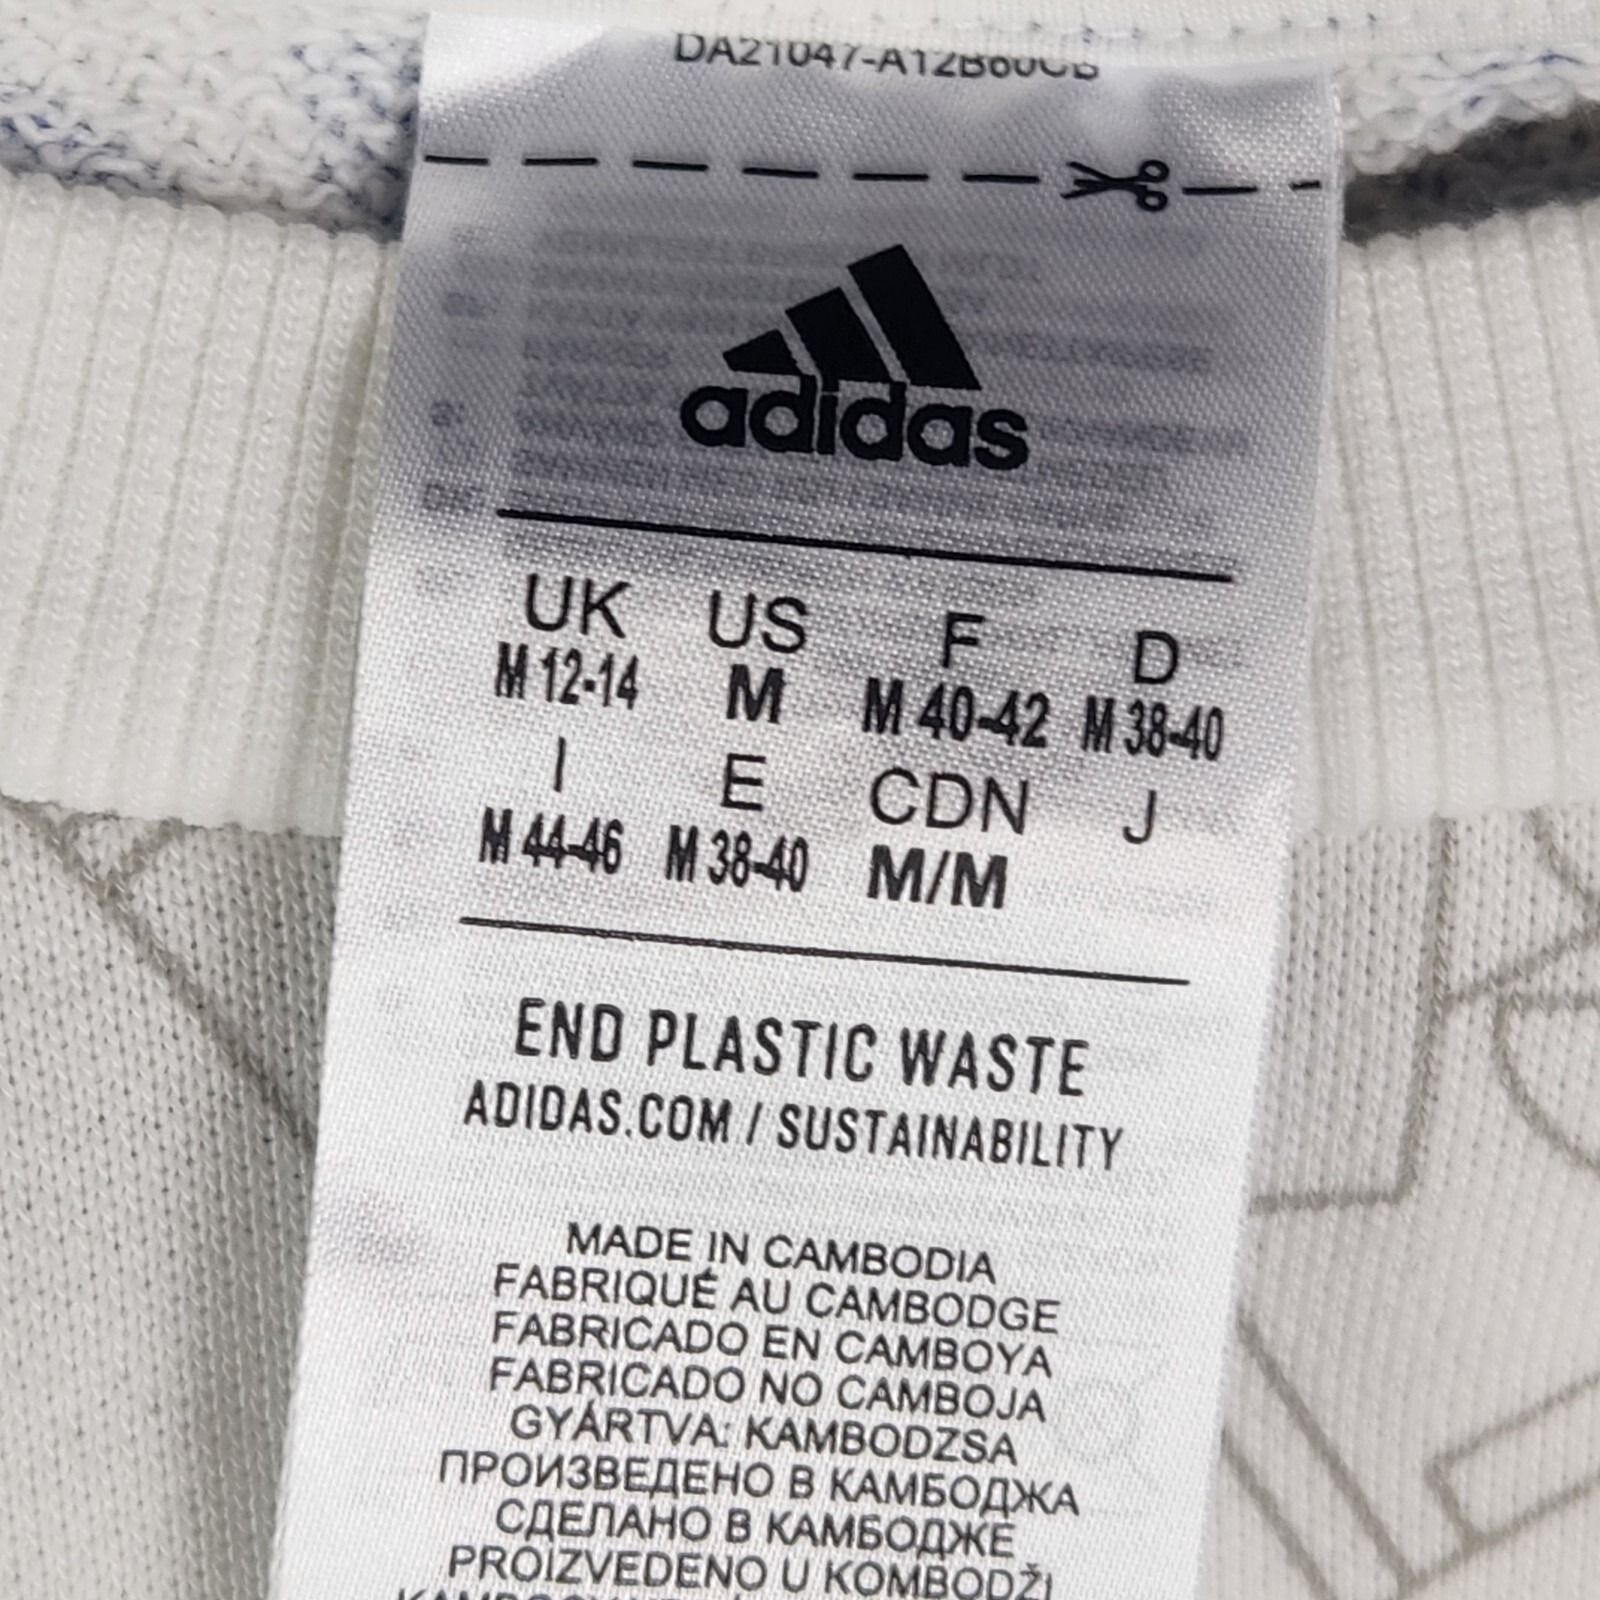 DA21047-A12B60CB
adidas
UK US F D
M 12-14 M M 40-42 M 38-40
I E CDN J
M 44-46 M 38-40 M/M
END PLASTIC WASTE
ADIDAS.COM / SUSTAINABILITY
MADE IN CAMBODIA
FABRIQUÉ AU CAMBODGE
FABRICADO EN CAMBOYA
FABRICADO NO CAMBOJA
GYÁRTVA: KAMBODZSA
ПРОИЗВЕДЕНО В КАМБОДЖА
СДЕЛАНО В КАМБОДЖЕ
PROIZVEDENO U KOMBODŽI